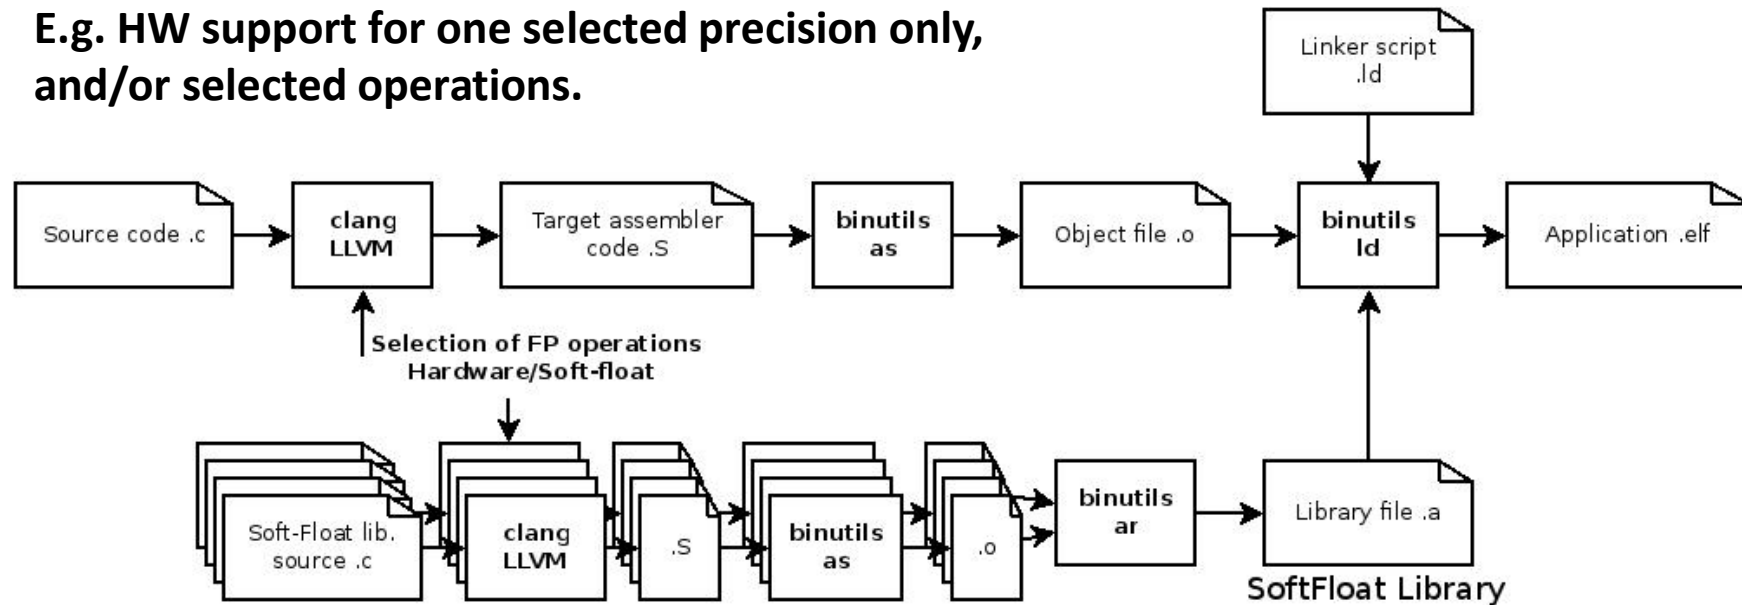 E.g. HW support for one selected precision only,
and/or selected operations.
Linker script
.ld
Source code .c
clang
LLVM
Target assembler
code .S
binutils
as
Object file .o
binutils
ld
Application .elf
Selection of FP operations
Hardware/Soft-float
Soft-Float lib.
source .c
clang
LLVM
.S
binutils
as
.o
binutils
ar
Library file .a
SoftFloat Library